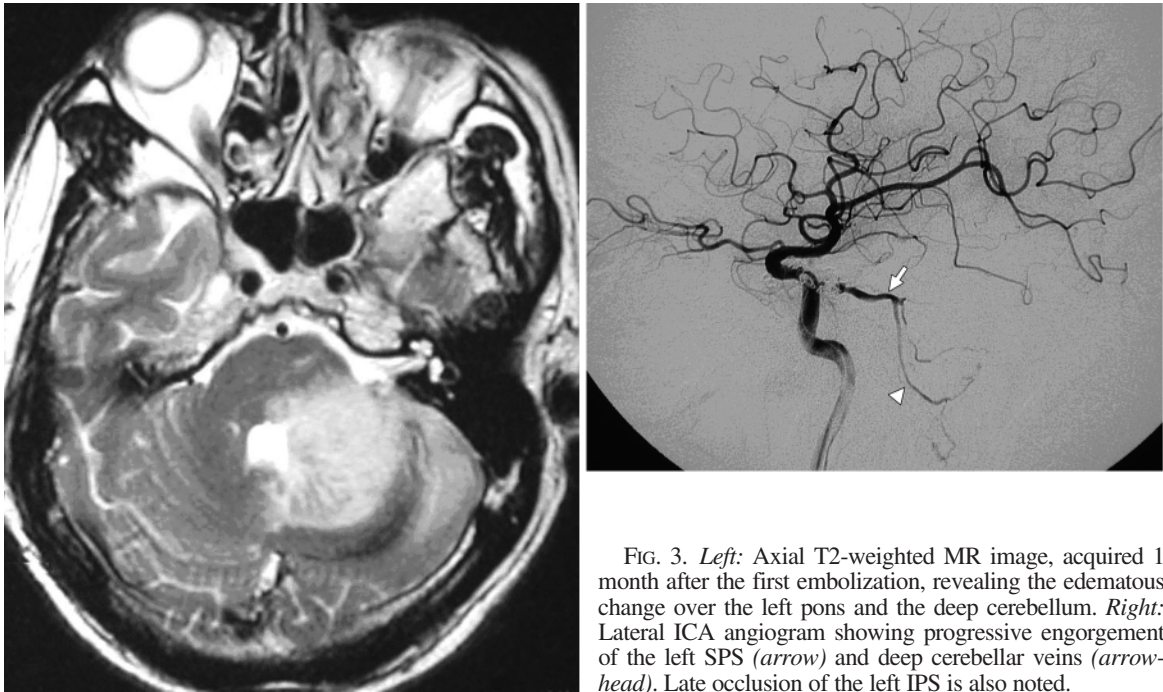 FIG. 3. Left: Axial T2-weighted MR image, acquired 1
month after the first embolization, revealing the edematous
change over the left pons and the deep cerebellum. Right:
Lateral ICA angiogram showing progressive engorgement
of the left SPS (arrow) and deep cerebellar veins (arrow-
head). Late occlusion of the left IPS is also noted.